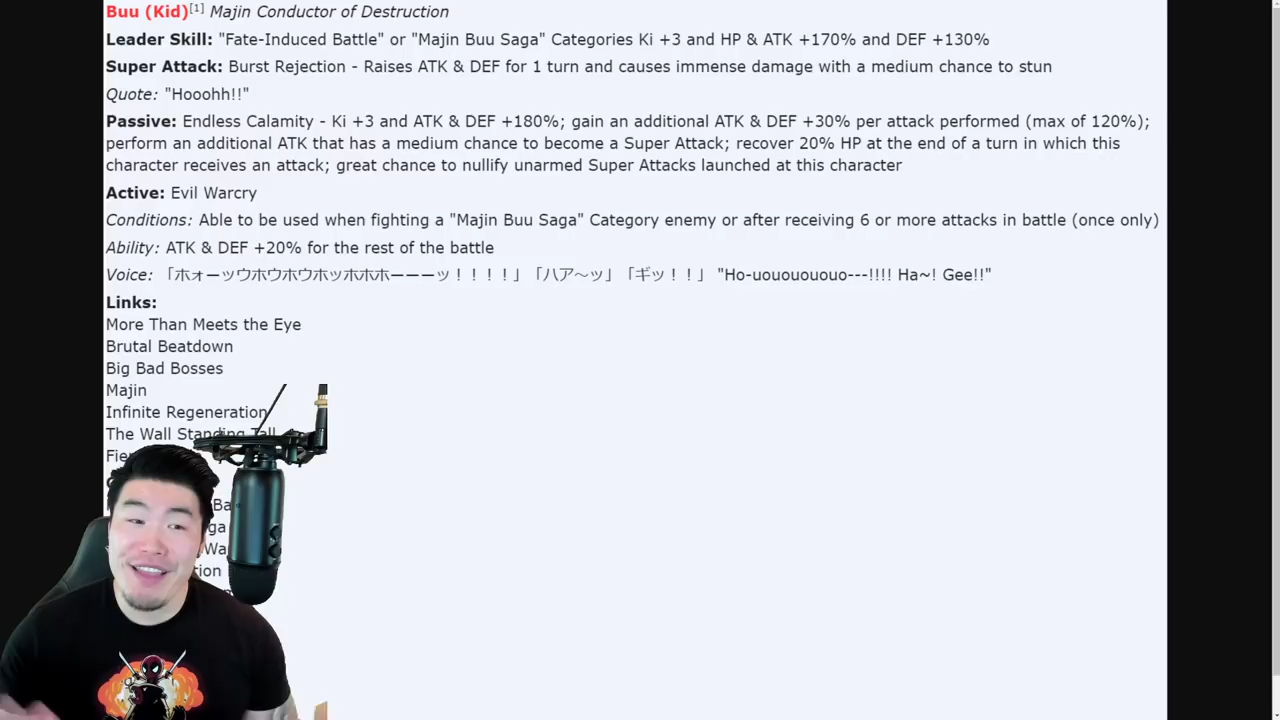 Buu (Kid)[1] Majin Conductor of Destruction
Leader Skill: "Fate-Induced Battle" or "Majin Buu Saga" Categories Ki +3 and HP & ATK +170% and DEF +130%
Super Attack: Burst Rejection - Raises ATK & DEF for 1 turn and causes immense damage with a medium chance to stun
Quote: "Hooohh!!"
Passive: Endless Calamity - Ki +3 and ATK & DEF +180%; gain an additional ATK & DEF +30% per attack performed (max of 120%);
perform an additional ATK that has a medium chance to become a Super Attack; recover 20% HP at the end of a turn in which this
character receives an attack; great chance to nullify unarmed Super Attacks launched at this character
Active: Evil Warcry
Conditions: Able to be used when fighting a "Majin Buu Saga" Category enemy or after receiving 6 or more attacks in battle (once only)
Ability: ATK & DEF +20% for the rest of the battle
Voice: 「ホォーッウホウホウホッホホホーーーッ！！！！」「ハア～ッ」「ギッ！！」 "Ho-uouououououo---!!!! Ha~! Gee!!"
Links:
More Than Meets the Eye
Brutal Beatdown
Big Bad Bosses
Majin
Infinite Regeneration
The Wall Standing Tall